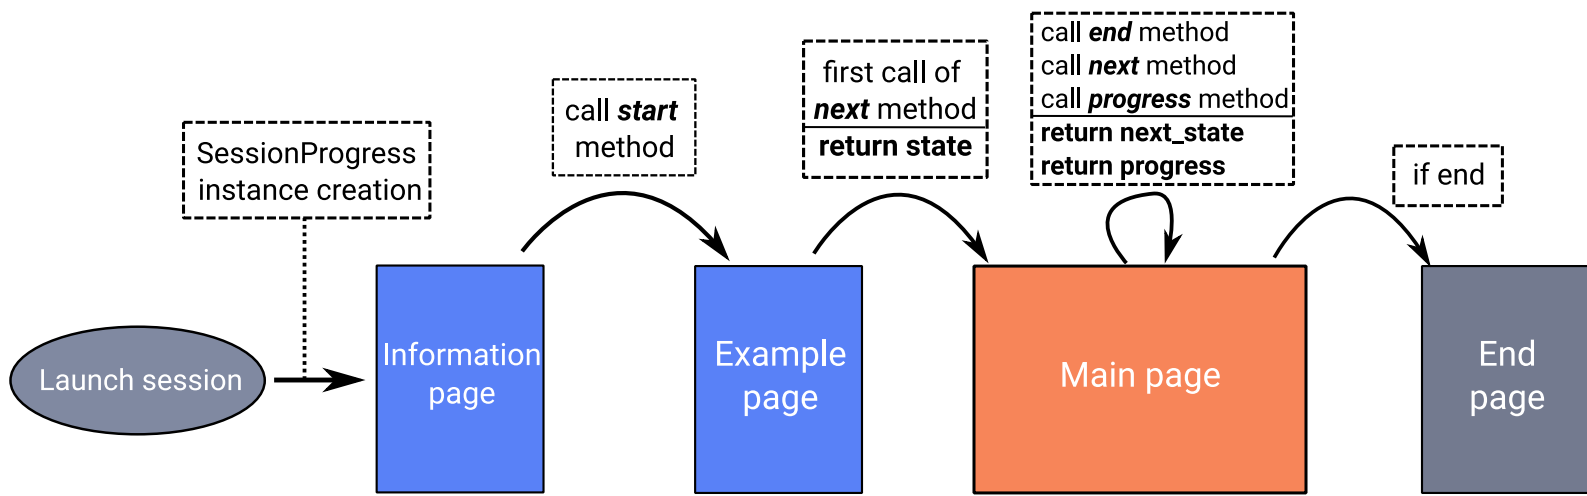 Launch session
SessionProgress
instance creation
Information
page
call start
method
Example
page
first call of
next method
return state
Main page
call end method
call next method
call progress method
return next_state
return progress
if end
End
page